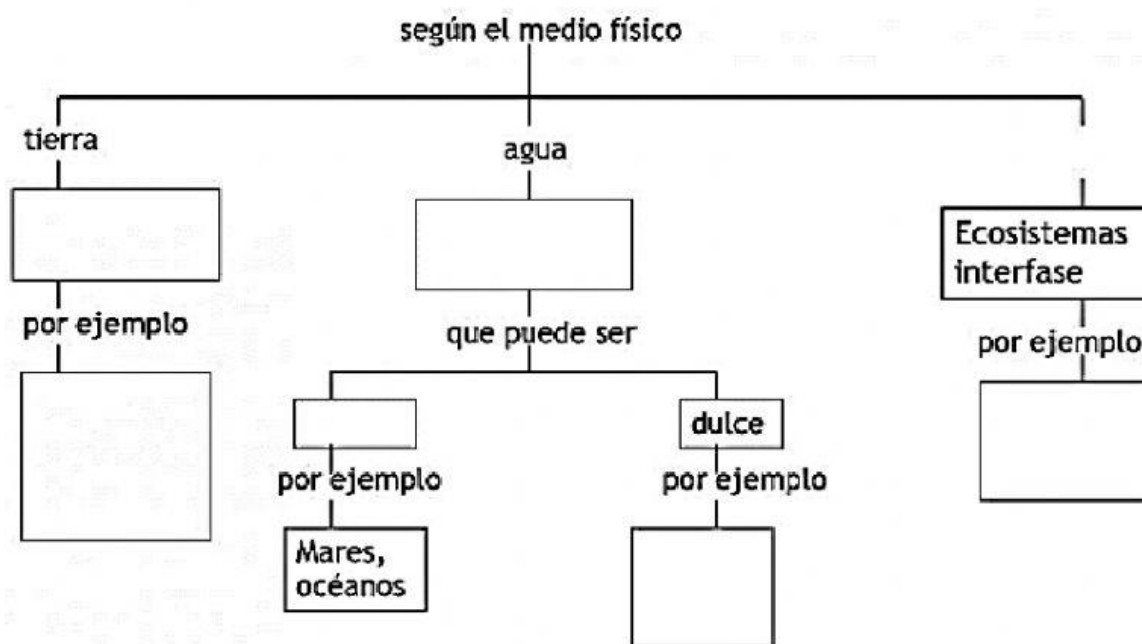 según el medio físico
tierra
agua
Ecosistemas
interfase
por ejemplo
que puede ser
por ejemplo
dulce
por ejemplo
por ejemplo
Mares,
océanos